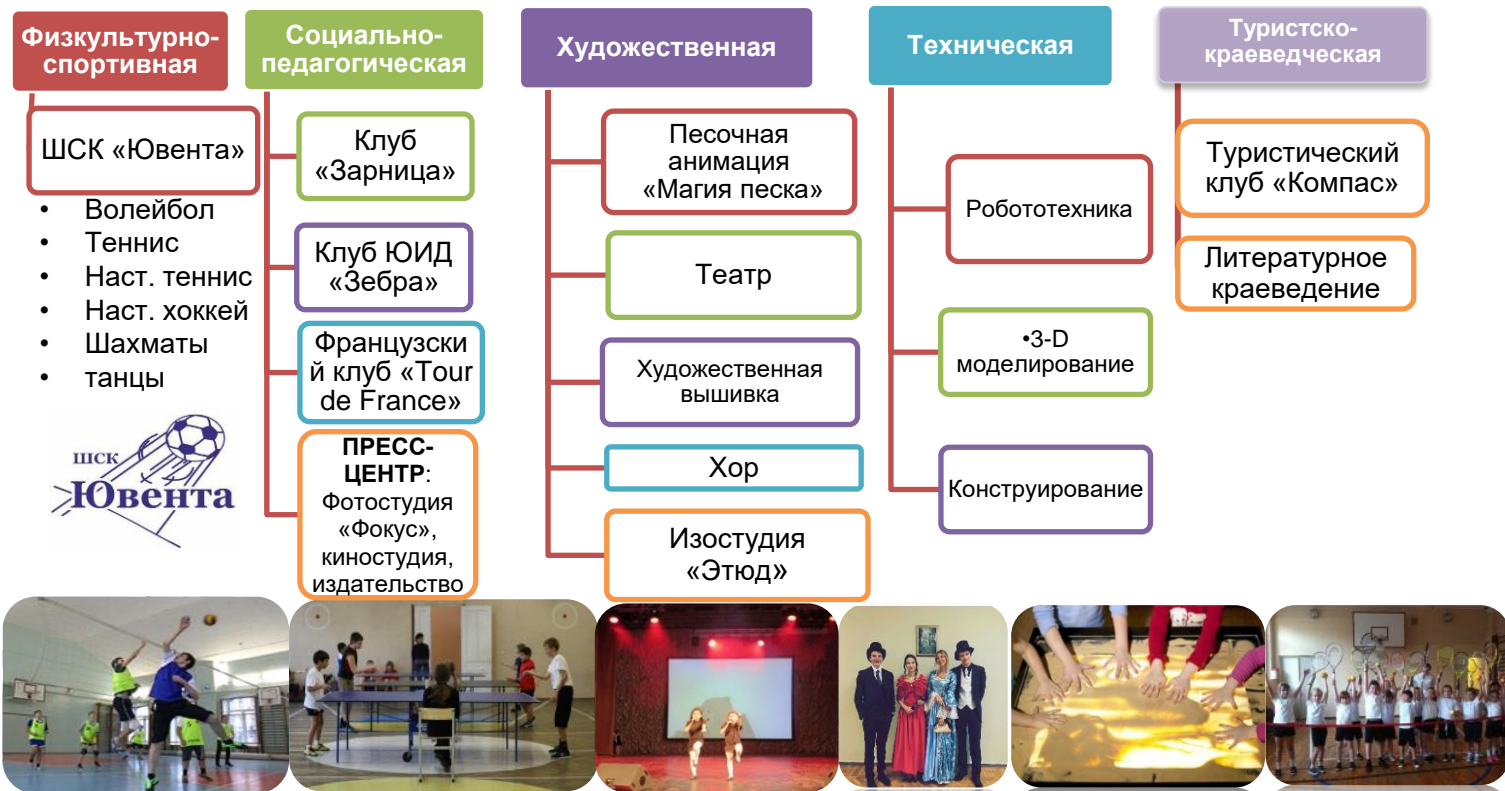 Физкультурно-
спортивная
ШСК «Ювента»
• Волейбол
• Теннис
• Наст. теннис
• Наст. хоккей
• Шахматы
• танцы
шск
Ювента
Социально-
педагогическая
Клуб
«Зарница»
Клуб ЮИД
«Зебра»
Французски
й клуб «Tour
de France»
ПРЕСС-
ЦЕНТР:
Фотостудия
«Фокус»,
киностудия,
издательство
Художественная
Песочная
анимация
«Магия песка»
Театр
Художественная
вышивка
Хор
Изостудия
«Этюд»
Техническая
Робототехника
•3-D
моделирование
Конструирование
Туристско-
краеведческая
Туристический
клуб «Компас»
Литературное
краеведение